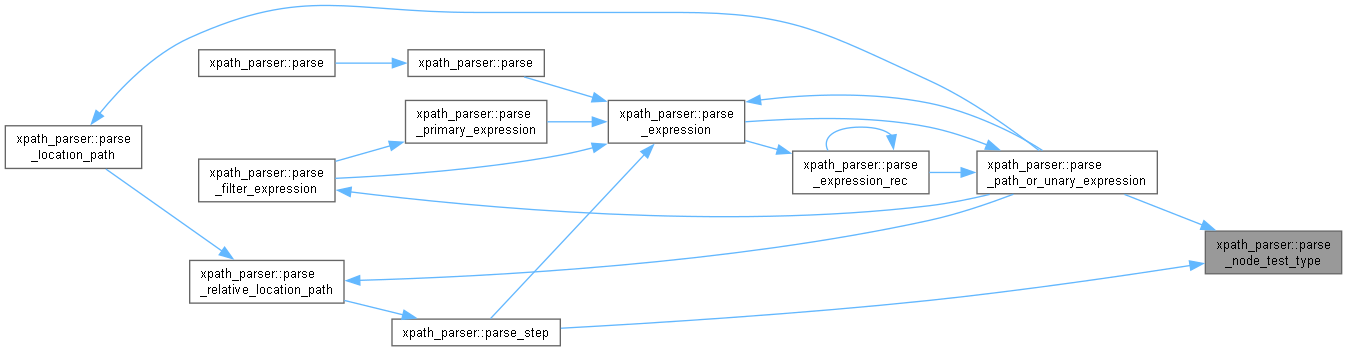 xpath_parser::parse
xpath_parser::parse
xpath_parser::parse
_primary_expression
xpath_parser::parse
_expression
xpath_parser::parse
_location_path
xpath_parser::parse
_filter_expression
xpath_parser::parse
_expression_rec
xpath_parser::parse
_path_or_unary_expression
xpath_parser::parse
_node_test_type
xpath_parser::parse
_relative_location_path
xpath_parser::parse_step